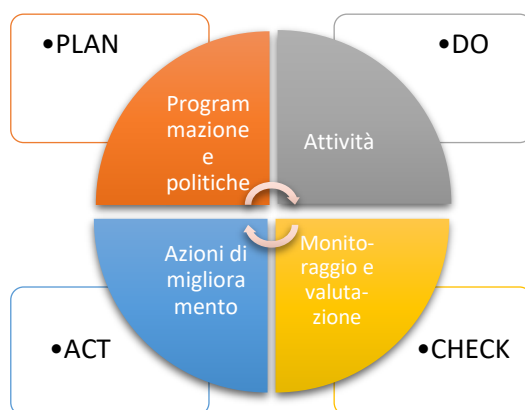 •PLAN
•DO
Program
mazione
e
politiche
Attività
Azioni di
migliora
mento
Monito-
raggio e
valuta-
zione
•ACT
•CHECK